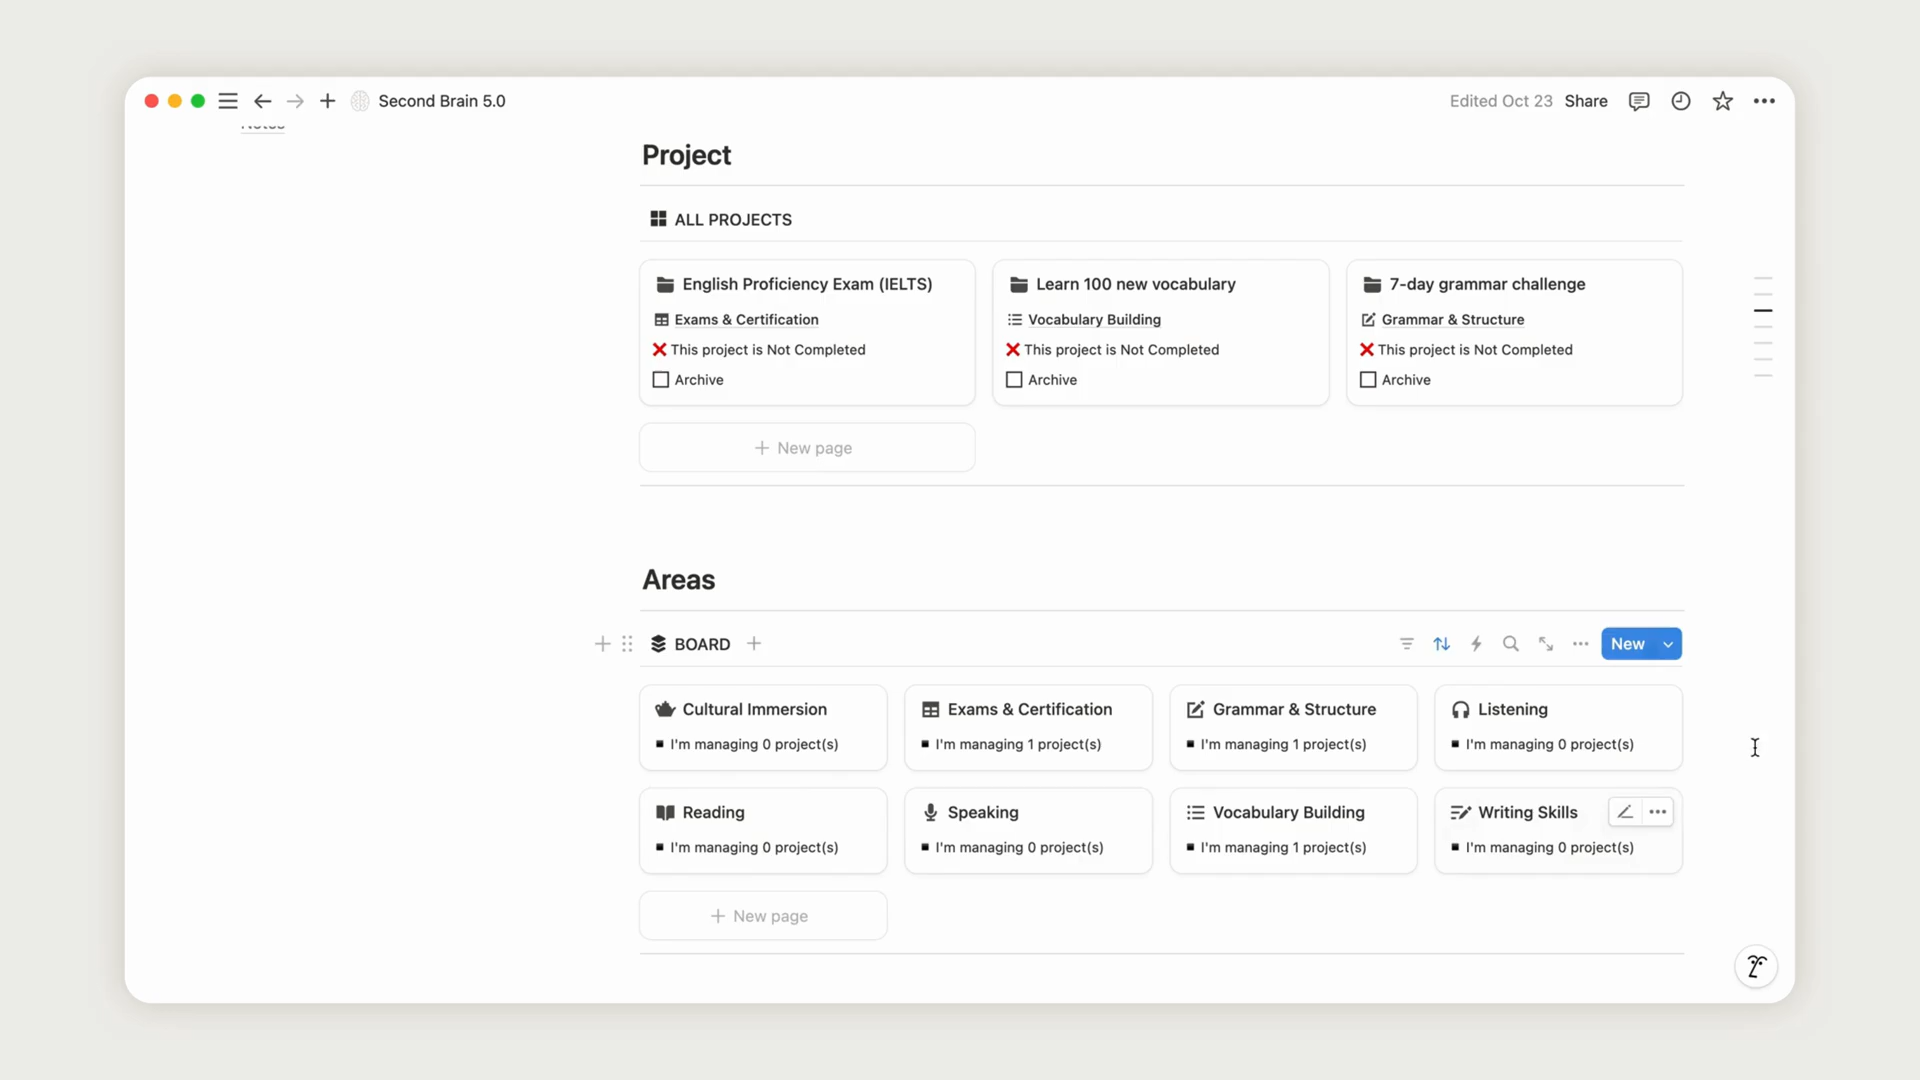 Second Brain 5.0
Edited Oct 23 Share
Notes
Project
ALL PROJECTS
English Proficiency Exam (IELTS)
Exams & Certification
This project is Not Completed
Archive
Learn 100 new vocabulary
Vocabulary Building
This project is Not Completed
Archive
7-day grammar challenge
Grammar & Structure
This project is Not Completed
Archive
New page
Areas
BOARD
New
Cultural Immersion
I'm managing 0 project(s)
Exams & Certification
I'm managing 1 project(s)
Grammar & Structure
I'm managing 1 project(s)
Listening
I'm managing 0 project(s)
Reading
I'm managing 0 project(s)
Speaking
I'm managing 0 project(s)
Vocabulary Building
I'm managing 1 project(s)
Writing Skills
I'm managing 0 project(s)
New page